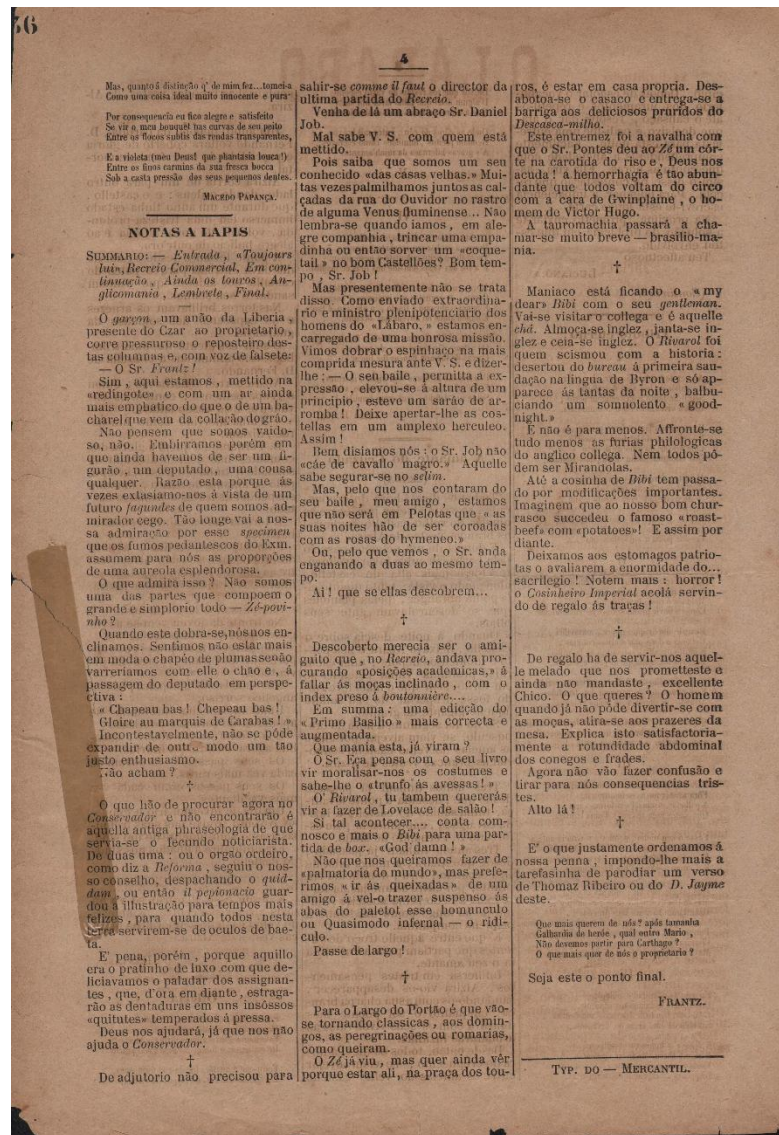 36
4
Mas, quanto á distincção q' de mim fez...tornei-a
Como uma coisa ideal muito innocente e pura
Por consequencia eu fico alegre e satisfeito
Se vir o meu bouquêt nas curvas de seu peito
Entre os flocos subtis das rendas transparentes,
E a violeta (meu Deus! que phantasia louca!)
Entre os finos carmins da sua fresca bocca
Sob a casta pressão dos seus pequenos dentes.
MACEDO PAPANÇA.
NOTAS A LAPIS
SUMMARIO: — Entrada, «Toujours
lui», Recreio Commercial, Em con-
tinuação, Ainda os louros, An-
glicomania, Lembrete, Final.
O garçon, um anão da Liberia,
presente do Czar ao proprietario,
corre pressuroso o reposteiro des-
tas columnas e, com voz de falsete:
— O Sr. Frantz!
Sim, aqui estamos, mettido na
«redingote» e com um ar ainda
mais emphatico do que o de um ba-
charel que vem da collação do gráo.
Não pensem que somos vaido-
so, não. Embirramos porém em
que ainda havemos de ser um fi-
gurão, um deputado, uma cousa
qualquer. Razão esta porque ás
vezes extasiamo-nos á vista de um
futuro fagundes de quem somos ad-
mirador cego. Tão longe vai a nos-
sa admiração por esse specimen
que os fumos pedantescos do Exm.
assumem para nós as proporções
de uma aureola esplendorosa.
O que admira isso? Não somos
uma das partes que compoem o
grande e simplorio todo — Zé-povi-
nho?
Quando este dobra-se, nós nos en-
clinamos. Sentimos não estar mais
em moda o chapéo de plumas senão
varreriamos com elle o chão e, á
passagem do deputado em perspe-
ctiva:
« Chapeau bas! Chepeau bas!
Gloire au marquis de Carabas! »
Incontestavelmente, não se póde
expandir de outro modo um tão
justo enthusiasmo.
Não acham?
†
O que hão de procurar agora no
Conservador e não encontrarão é
aquella antiga phraseologia de que
servia-se o fecundo noticiarista.
De duas uma: ou o orgão ordeiro,
como diz a Reforma, seguiu o nos-
so conselho, despachando o quid-
dam, ou então il pepionacio guar-
dou a illustração para tempos mais
felizes, para quando todos nesta
terra servirem-se de oculos de bae-
ta.
E' pena, porém, porque aquillo
era o pratinho de luxo com que de-
liciavamos o paladar dos assignan-
tes, que, d'ora em diante, estraga-
rão as dentaduras em uns insôssos
«quitutes» temperados á pressa.
Deus nos ajudará, já que nos não
ajuda o Conservador.
†
De adjutorio não precisou para
sahir-se comme il faut o director da
ultima partida do Recreio.
Venha de lá um abraço Sr. Daniel
Job.
Mal sabe V. S. com quem está
mettido.
Pois saiba que somos um seu
conhecido «das casas velhas.» Mui-
tas vezes palmilhamos juntos as cal-
çadas da rua do Ouvidor no rastro
de alguma Venus fluminense.. Não
lembra-se quando iamos, em ale-
gre companhia, trincar uma empa-
dinha ou então sorver um «coque-
tail» no bom Castellões? Bom tem-
po, Sr. Job!
Mas presentemente não se trata
disso. Como enviado extraordina-
rio e ministro plenipotenciario dos
homens do «Lábaro,» estamos en-
carregado de uma honrosa missão.
Vimos dobrar o espinhaço na mais
comprida mesura ante V. S. e dizer-
lhe: — O seu baile, permitta a ex-
pressão, elevou-se á altura de um
principio, esteve um saráo de ar-
romba! Deixe apertar-lhe as cos-
tellas em um amplexo herculeo.
Assim!
Bem disiamos nós: o Sr. Job não
«cáe de cavallo magro.» Aquelle
sabe segurar-se no selim.
Mas, pelo que nos contaram do
seu baile, meu amigo, estamos
que não será em Pelotas que « as
suas noites hão de ser coroadas
com as rosas do hymeneo.»
Ou, pelo que vemos, o Sr. anda
enganando a duas ao mesmo tem-
po.
Ai! que se ellas descobrem...
†
Descoberto merecia ser o ami-
guito que, no Recreio, andava pro-
curando «posições academicas,» á
fallar ás moças inclinado, com o
index preso á boutonnière....
Em summa: uma edicção do
« Primo Basilio » mais correcta e
augmentada.
Que mania esta, já viram?
O Sr. Eça pensa com o seu livro
vir moralisar-nos os costumes e
sahe-lhe o «trunfo ás avessas! »
O' Rivarol, tu tambem quererás
vir a fazer de Lovelace de salão!
Si tal acontecer.... conta com-
nosco e mais o Bibi para uma par-
tida de box. «God damn! »
Não que nos queiramos fazer de
«palmatoria do mundo», mas prefe-
rimos « ir ás queixadas » de um
amigo á vel-o trazer suspenso ás
abas do paletot esse homunculo
ou Quasimodo infernal — o ridi-
culo.
Passe de largo!
†
Para o Largo do Portão é que vão-
se tornando classicas, aos domin-
gos, as peregrinações ou romarias,
como queiram.
O Zé já viu, mas quer ainda vêr
porque estar ali, na praça dos tou-
ros, é estar em casa propria. Des-
abotoa-se o casaco e entrega-se a
barriga aos deliciosos pruridos do
Descasca-milho.
Este entremez foi a navalha com
que o Sr. Pontes deu ao Zé um cór-
te na carotida do riso e, Deus nos
acuda! a hemorrhagia é tão abun-
dante que todos voltam do circo
com a cara de Gwinplaine, o ho-
mem de Victor Hugo.
A tauromachia passará a cha-
mar-se muito breve — brasilio-ma-
nia.
†
Maniaco está ficando o « my
dear» Bibi com o seu gentleman.
Vai-se visitar o collega e é aquelle
chá. Almoça-se inglez, janta-se in-
glez e ceia-se inglez. O Rivarol foi
quem scismou com a historia:
desertou do bureau á primeira sau-
dação na lingua de Byron e só ap-
parece ás tantas da noite, balbu-
ciando um somnolento « good-
night.»
E não é para menos. Affronte-se
tudo menos as furias philologicas
do anglico collega. Nem todos pó-
dem ser Mirandolas.
Até a cosinha de Bibi tem passa-
do por modificações importantes.
Imaginem que ao nosso bom chur-
rasco succedeu o famoso «roast-
beef» com «potatoes»! E assim por
diante.
Deixamos aos estomagos patrio-
tas o avaliarem a enormidade do...
sacrilegio! Notem mais: horror!
o Cosinheiro Imperial acolá servin-
do de regalo ás traças!
†
De regalo ha de servir-nos aquel-
le melado que nos prometteste e
ainda não mandaste, excellente
Chico. O que queres? O homem
quando já não póde divertir-se com
as moças, atira-se aos prazeres da
mesa. Explica isto satisfactoria-
mente a rotundidade abdominal
dos conegos e frades.
Agora não vão fazer confusão e
tirar para nós consequencias tris-
tes.
Alto lá!
†
E' o que justamente ordenamos á
nossa penna, impondo-lhe mais a
tarefasinha de parodiar um verso
de Thomaz Ribeiro ou do D. Jayme
deste.
Que mais querem de nós? após tamanha
Galhardia de heróe, qual outro Mario,
Não devemos partir para Carthago?
O que mais quer de nós o proprietario?
Seja este o ponto final.
FRANTZ.
TYP. DO — MERCANTIL.